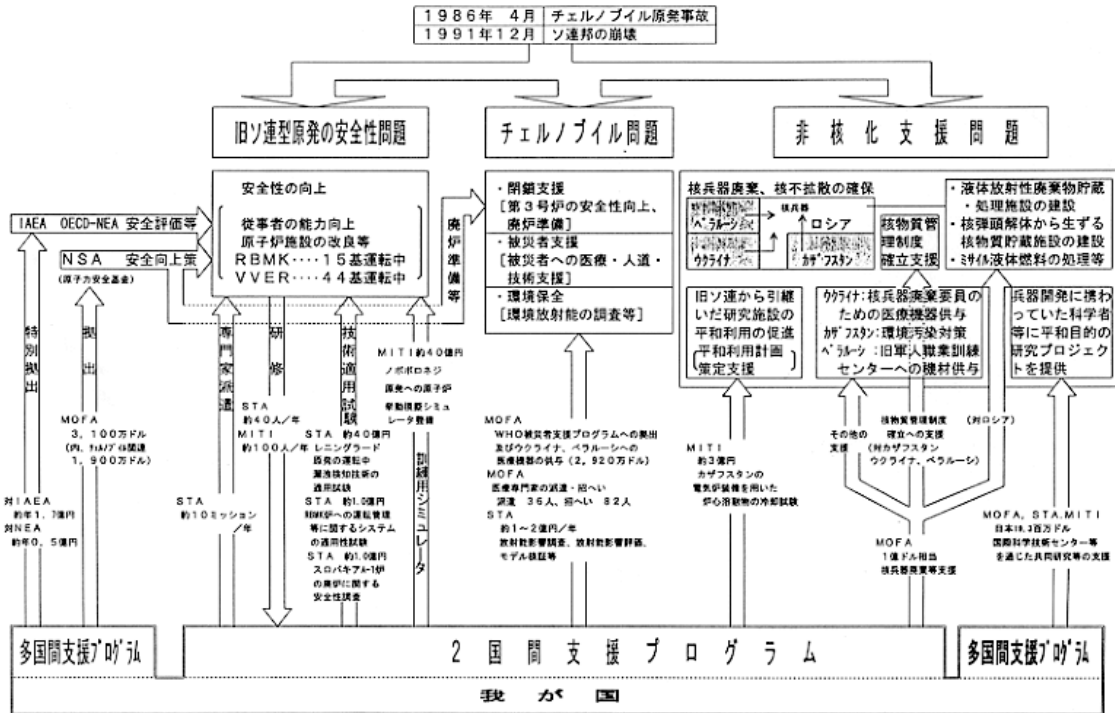 1986年 4月 チェルノブイル原発事故
1991年12月 ソ連邦の崩壊
旧ソ連型原発の安全性問題
チェルノブイル問題
非核化支援問題
IAEA OECD-NEA 安全評価等
NSA 安全向上策
(原子力安全基金)
安全性の向上
従事者の能力向上
原子炉施設の改良等
RBMK････15基運転中
VVER････44基運転中
廃炉準備等
・閉鎖支援
[第3号炉の安全性向上、
廃炉準備]
・被災者支援
[被災者への医療・人道・
技術支援]
・環境保全
[環境放射能の調査等]
核兵器廃棄、核不拡散の確保
ベラルーシ
ウクライナ
核兵器
ロシア
カザフスタン
核物質管
理制度
確立支援
・液体放射性廃棄物貯蔵
・処理施設の建設
・核弾頭解体から生ずる
核物質貯蔵施設の建設
・ミサイル液体燃料の処理等
旧ソ連から引継
いだ研究施設の
平和利用の促進
平和利用計画
策定支援
ウクライナ:核兵器廃棄要員の
ための医療機器供与
カザフスタン:環境汚染対策
ベラルーシ:旧軍人職業訓練
センターへの機材供与
兵器開発に携わ
っていた科学者
等に平和目的の
研究プロジェク
トを提供
特別拠出
拠出
専門家派遣
研修
技術適用試験
訓練用シミュレータ
対IAEA
約年1.7億円
対NEA
約年0.5億円
MOFA
3,100万ドル
(内、チェルノブイル関連
1,900万ドル)
STA
約10ミッション
/年
STA
約40人/年
MITI
約100人/年
STA 約40億円
レニングラード
原発の運転中
漏洩検知技術の
適用試験
STA 約1.0億円
RBMK炉への運転管理
等に関するシステム
の適用性試験
STA 約1.0億円
スロバキアA-1炉
の廃炉に関する
安全性調査
MITI約40億円
ノボボロネジ
原発への原子炉
挙動模擬シミュ
レータ整備
MOFA
WHO被災者支援プログラムへの拠出
及びウクライナ、ベラルーシへの
医療機器の供与(2,920万ドル)
MOFA
医療専門家の派遣・招へい
派遣 36人、招へい 82人
STA
約1~2億円/年
放射能影響調査、放射能影響評価、
モデル検証等
MITI
約3億円
カザフスタンの
電気炉装備を用いた
炉心溶融物の冷却試験
その他の
支援
核物質管理制度
確立への支援
(対カザフスタン
ウクライナ、ベラルーシ)
(対ロシア)
MOFA
1億ドル相当
核兵器廃棄等支援
MOFA,STA,MITI
国際科学技術センター等
を通じた共同研究等の支援
多国間支援プログラム
2国間支援プログラム
多国間支援プログラム
我が国